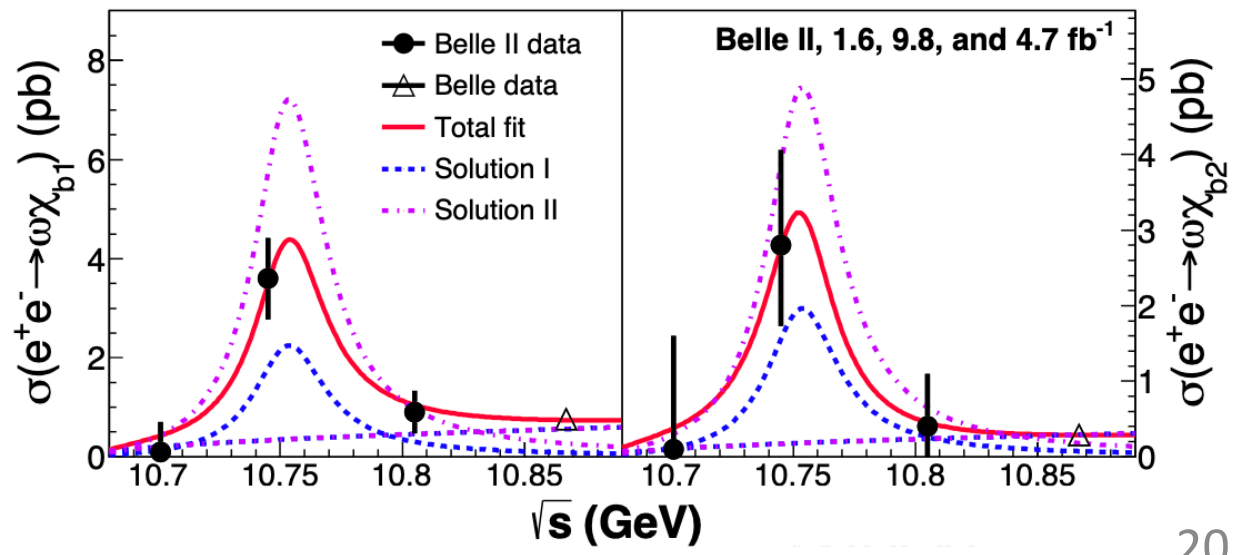 Belle II data
Belle data
Total fit
Solution I
Solution II
Belle II, 1.6, 9.8, and 4.7 fb⁻¹
σ(e⁺e⁻→ωχ_b1) (pb)
8
6
4
2
0
σ(e⁺e⁻→ωχ_b2) (pb)
5
4
3
2
1
0
10.7 10.75 10.8 10.85 10.7 10.75 10.8 10.85
√s (GeV)
20